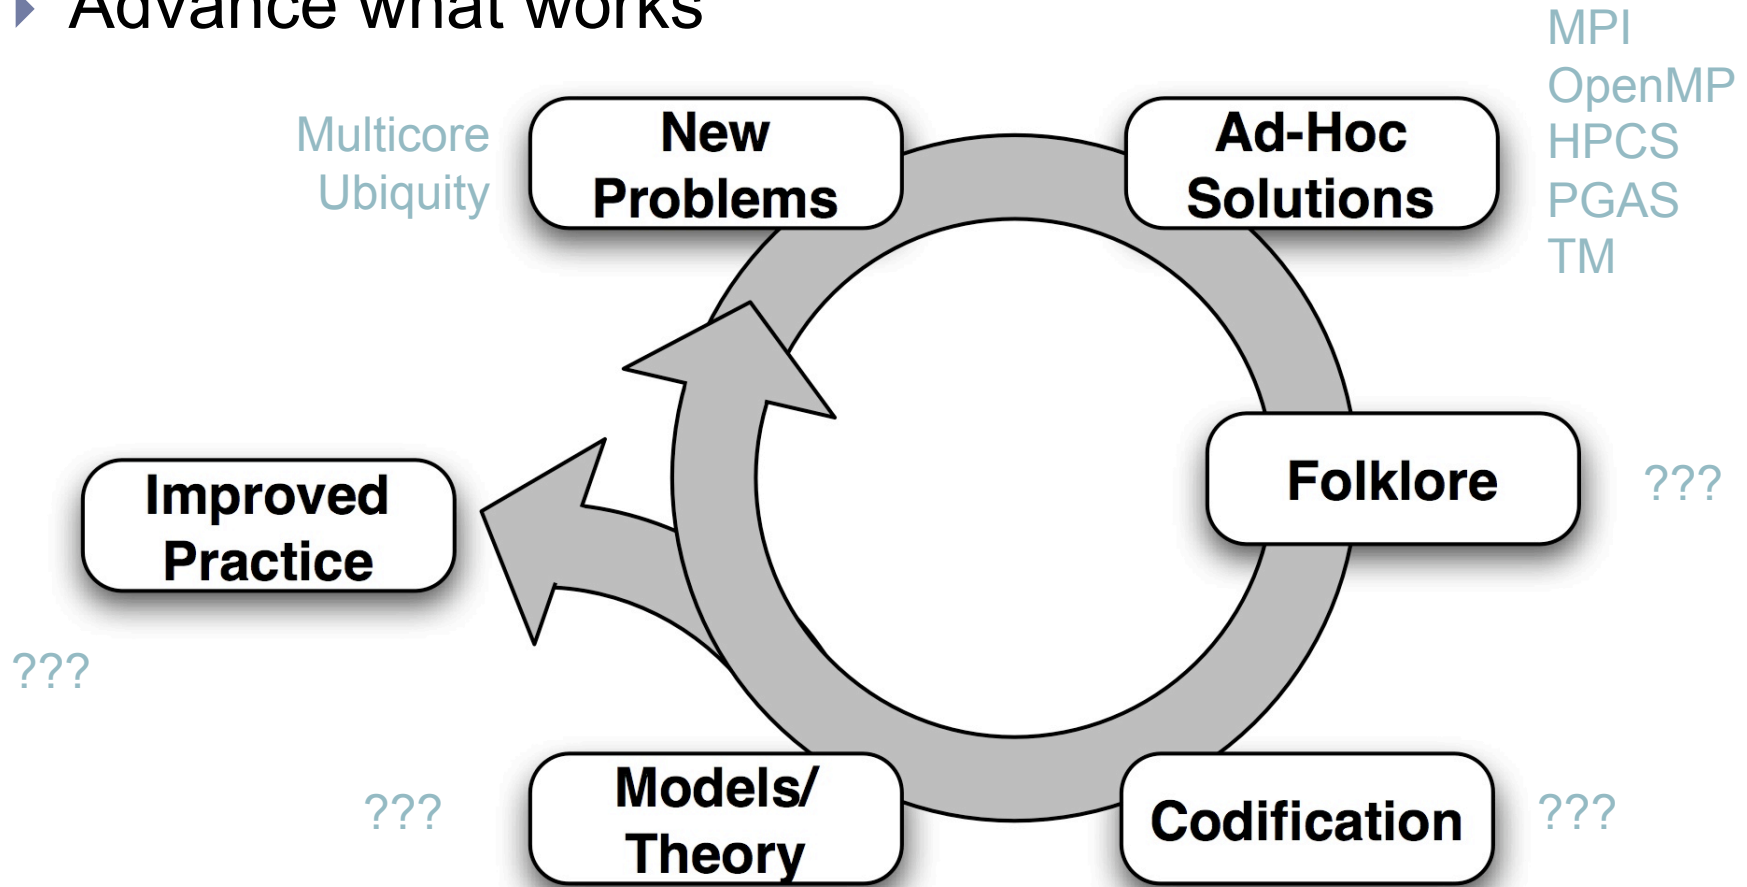 Advance what works
MPI
OpenMP
HPCS
PGAS
TM
Multicore
Ubiquity
New
Problems
Ad-Hoc
Solutions
Folklore
???
Improved
Practice
???
???
Models/
Theory
Codification
???